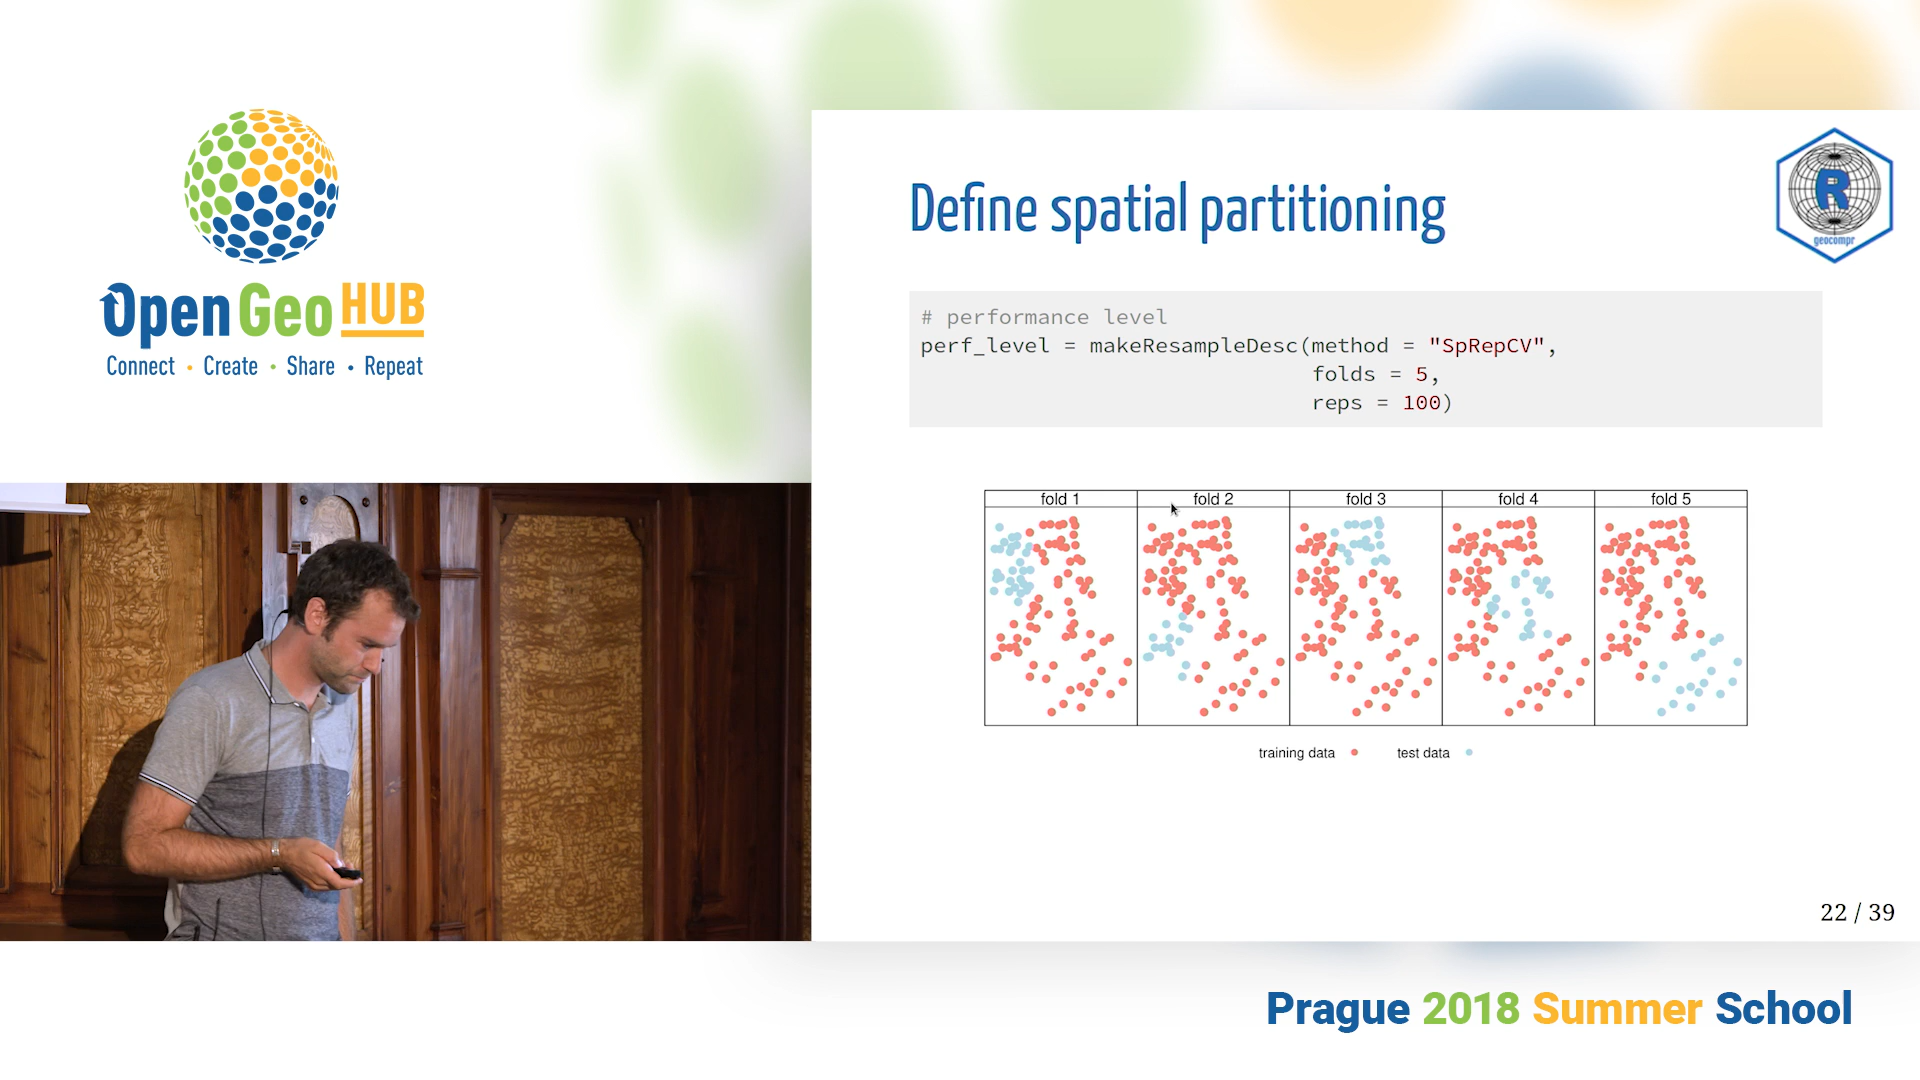 Open Geo HUB
Connect • Create • Share • Repeat
Define spatial partitioning
R
geocompr
# performance level
perf_level = makeResampleDesc(method = "SpRepCV",
folds = 5,
reps = 100)
fold 1 fold 2 fold 3 fold 4 fold 5
training data test data
22 / 39
Prague 2018 Summer School